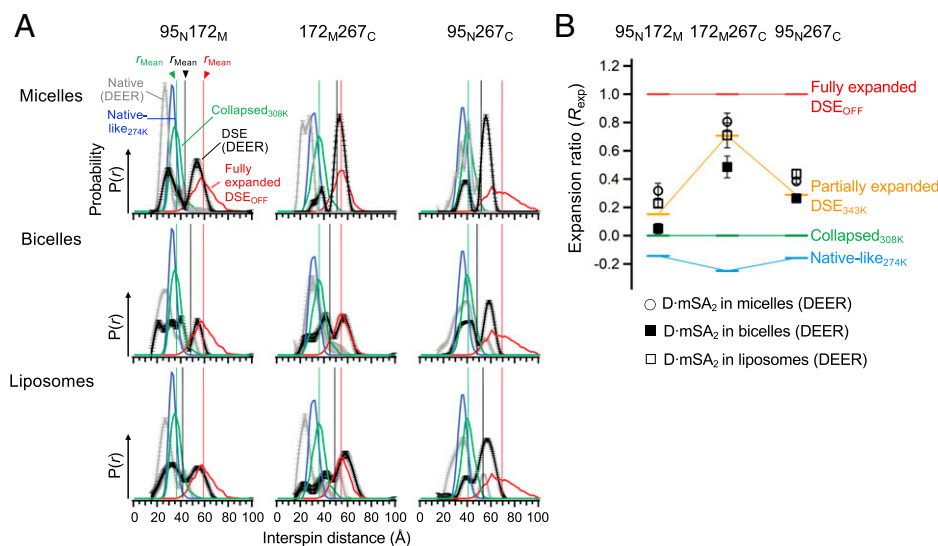 A
95N172M
172M267C
95N267C
rMean rMean rMean
Micelles
Native
(DEER)
Native-
like274K
Collapsed308K
DSE
(DEER)
Fully
expanded
DSEOFF
Probability
P(r)
Bicelles
P(r)
Liposomes
P(r)
0 20 40 60 80 100
0 20 40 60 80 100
0 20 40 60 80 100
Interspin distance (Å)
B
95N172M
172M267C
95N267C
Expansion ratio (Rexp)
1.2
1.0
0.8
0.6
0.4
0.2
0.0
-0.2
Fully expanded
DSEOFF
Partially expanded
DSE343K
Collapsed308K
Native-like274K
D·mSA2 in micelles (DEER)
D·mSA2 in bicelles (DEER)
D·mSA2 in liposomes (DEER)